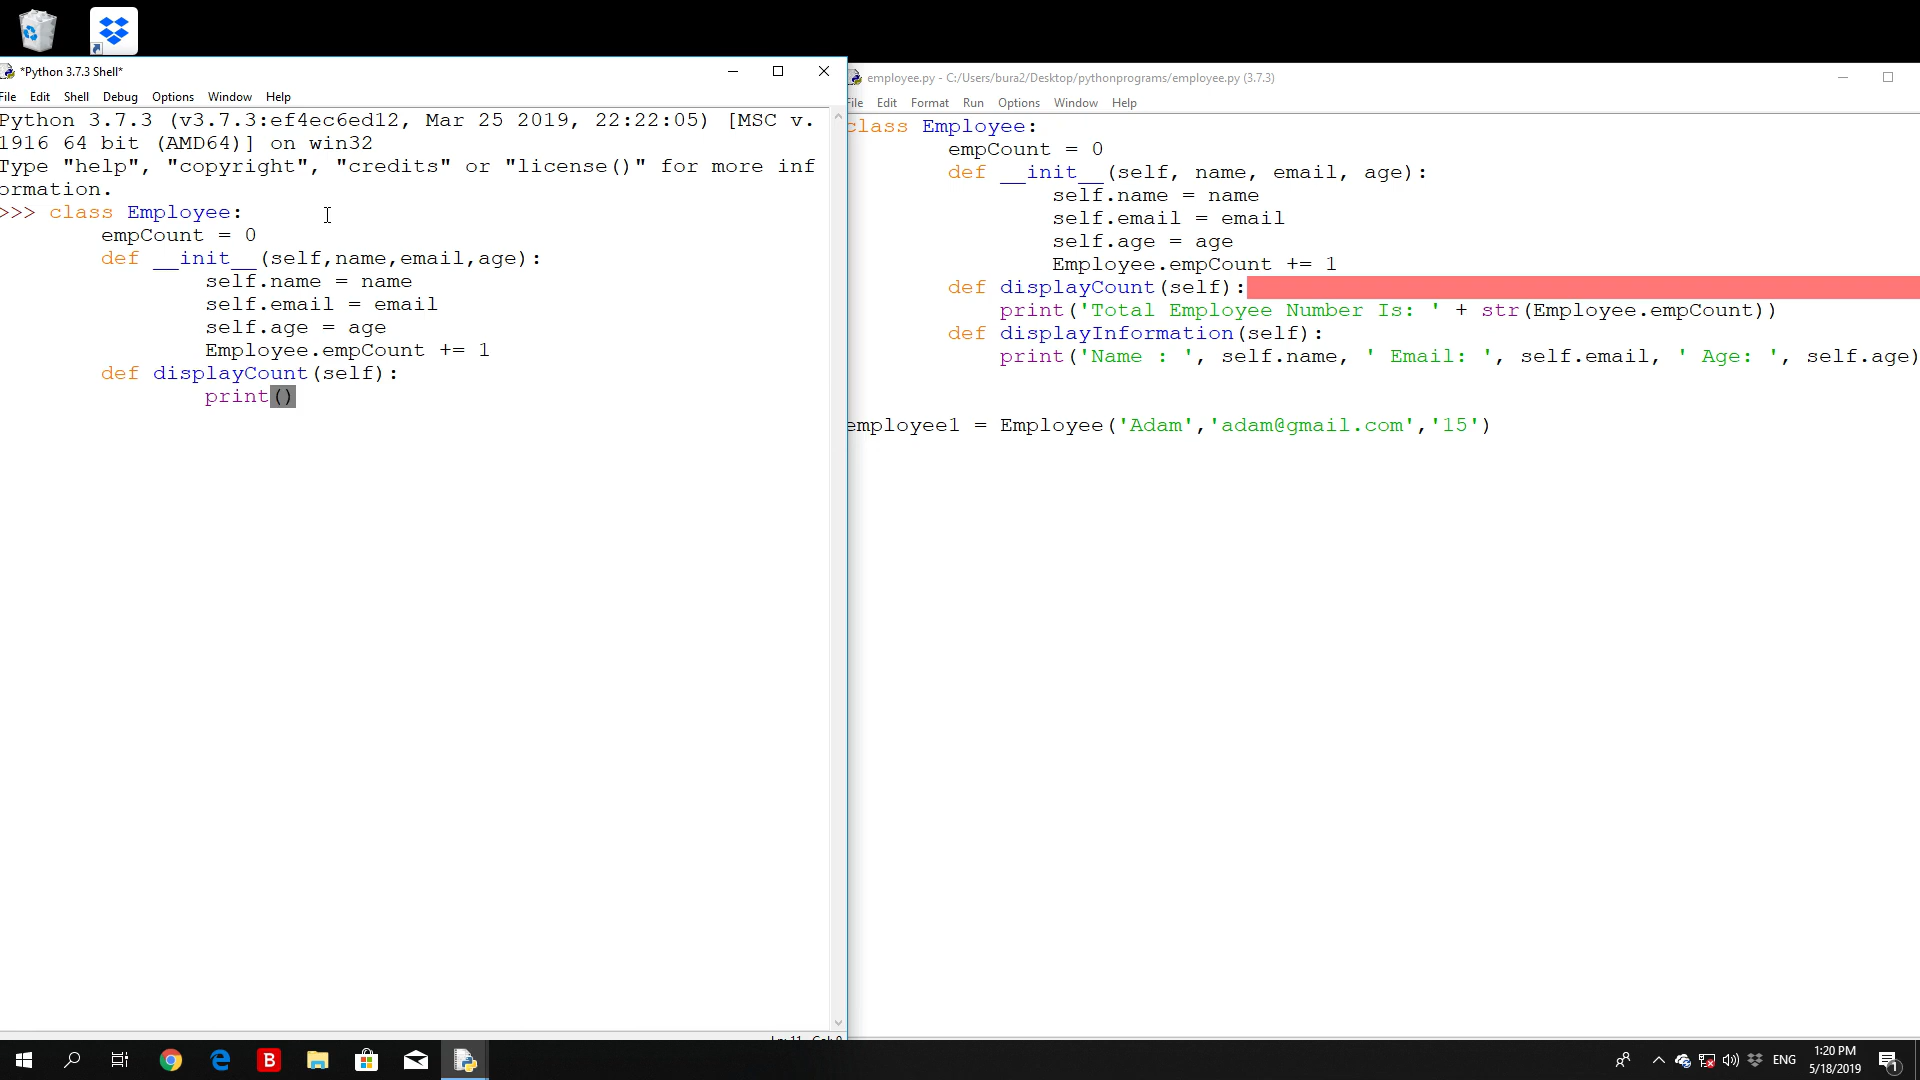 *Python 3.7.3 Shell*
File Edit Shell Debug Options Window Help
Python 3.7.3 (v3.7.3:ef4ec6ed12, Mar 25 2019, 22:22:05) [MSC v.
1916 64 bit (AMD64)] on win32
Type "help", "copyright", "credits" or "license()" for more inf
ormation.
>>> class Employee:
empCount = 0
def __init__(self,name,email,age):
self.name = name
self.email = email
self.age = age
Employee.empCount += 1
def displayCount(self):
print()
employee.py - C:/Users/bura2/Desktop/pythonprograms/employee.py (3.7.3)
File Edit Format Run Options Window Help
class Employee:
empCount = 0
def __init__(self, name, email, age):
self.name = name
self.email = email
self.age = age
Employee.empCount += 1
def displayCount(self):
print('Total Employee Number Is: ' + str(Employee.empCount))
def displayInformation(self):
print('Name : ', self.name, ' Email: ', self.email, ' Age: ', self.age)
employee1 = Employee('Adam','adam@gmail.com','15')
B
ENG
1:20 PM
5/18/2019
1